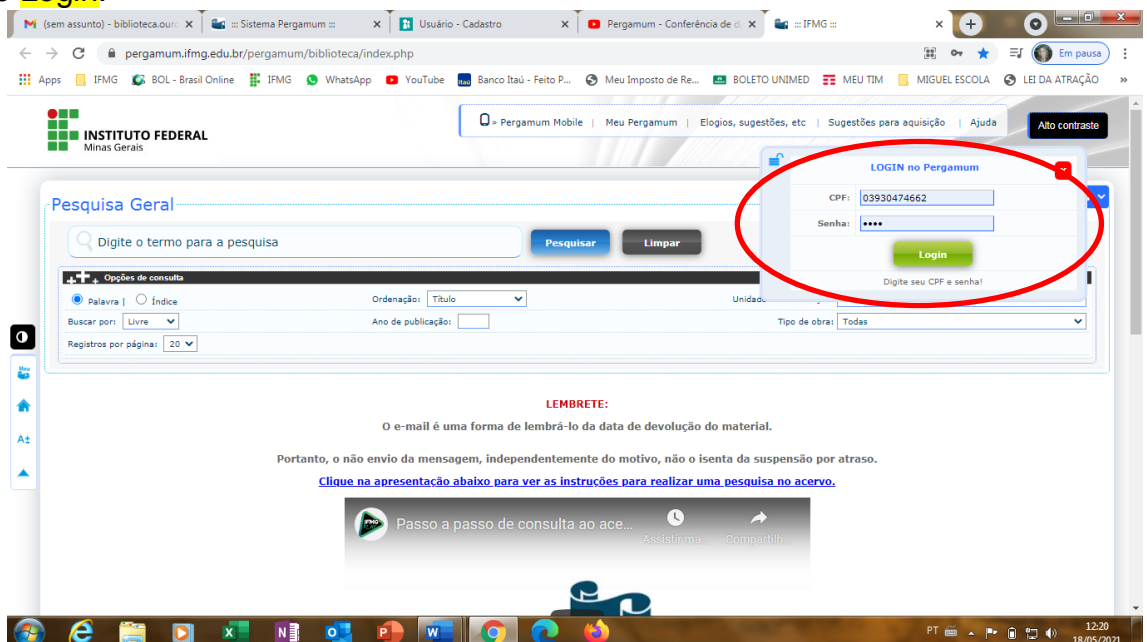 Login.
(sem assunto) - biblioteca.ouro
::: Sistema Pergamum :::
Usuário - Cadastro
Pergamum - Conferência de d
::: IFMG :::
pergamum.ifmg.edu.br/pergamum/biblioteca/index.php
Em pausa
Apps IFMG BOL - Brasil Online IFMG WhatsApp YouTube Banco Itaú - Feito P... Meu Imposto de Re... BOLETO UNIMED MEU TIM MIGUEL ESCOLA LEI DA ATRAÇÃO »
INSTITUTO FEDERAL
Minas Gerais
» Pergamum Mobile | Meu Pergamum | Elogios, sugestões, etc | Sugestões para aquisição | Ajuda
Alto contraste
LOGIN no Pergamum
CPF: 03930474662
Senha: ••••
Login
Digite seu CPF e senha!
Pesquisa Geral
Digite o termo para a pesquisa
Pesquisar
Limpar
Opções de consulta
Palavra | Índice
Ordenação: Título
Buscar por: Livre
Ano de publicação:
Tipo de obra: Todas
Registros por página: 20
Meu
A±
LEMBRETE:
O e-mail é uma forma de lembrá-lo da data de devolução do material.
Portanto, o não envio da mensagem, independentemente do motivo, não o isenta da suspensão por atraso.
Clique na apresentação abaixo para ver as instruções para realizar uma pesquisa no acervo.
Passo a passo de consulta ao ace...
Assistir ma...
Compartilh...
PT
12:20
18/05/2021